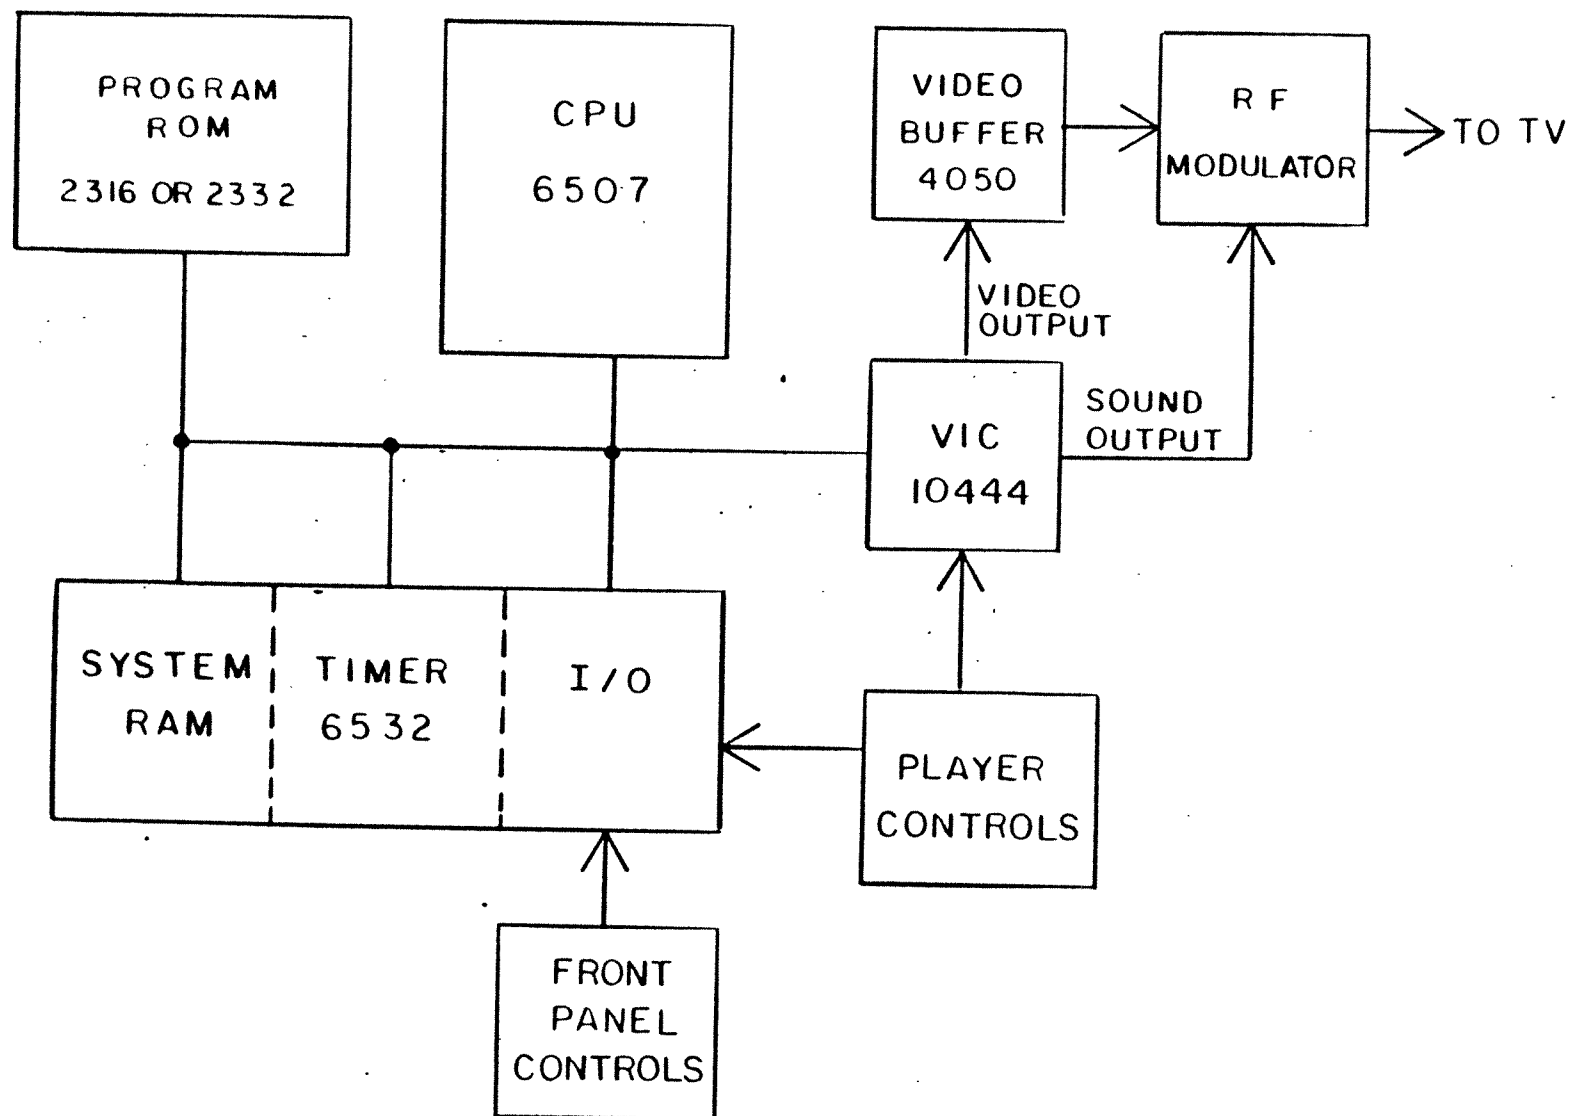 PROGRAM
ROM
2316 OR 2332
CPU
6507
VIDEO
BUFFER
4050
RF
MODULATOR
TO TV
VIDEO
OUTPUT
VIC
10444
SOUND
OUTPUT
SYSTEM
RAM
TIMER
6532
I/O
PLAYER
CONTROLS
FRONT
PANEL
CONTROLS